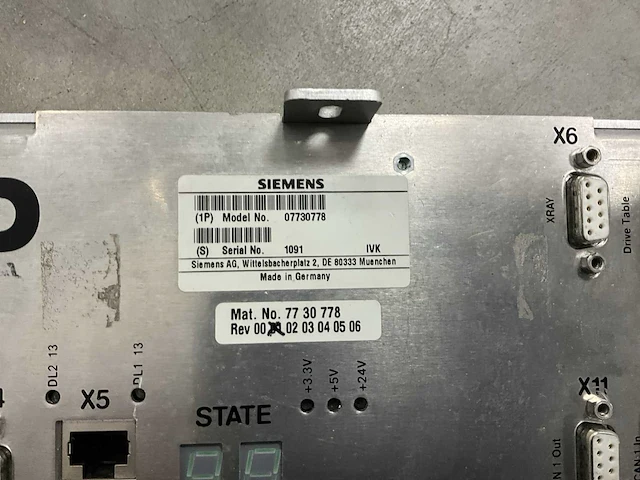 X6
SIEMENS
(1P) Model No. 07730778
XRAY
Drive Table
(S) Serial No. 1091 IVK
Siemens AG, Wittelsbacherplatz 2, DE 80333 Muenchen
Made in Germany
Mat. No. 77 30 778
Rev 00 02 03 04 05 06
DL2 13
DL1 13
+3.3V
+5V
+24V
X5
X11
STATE